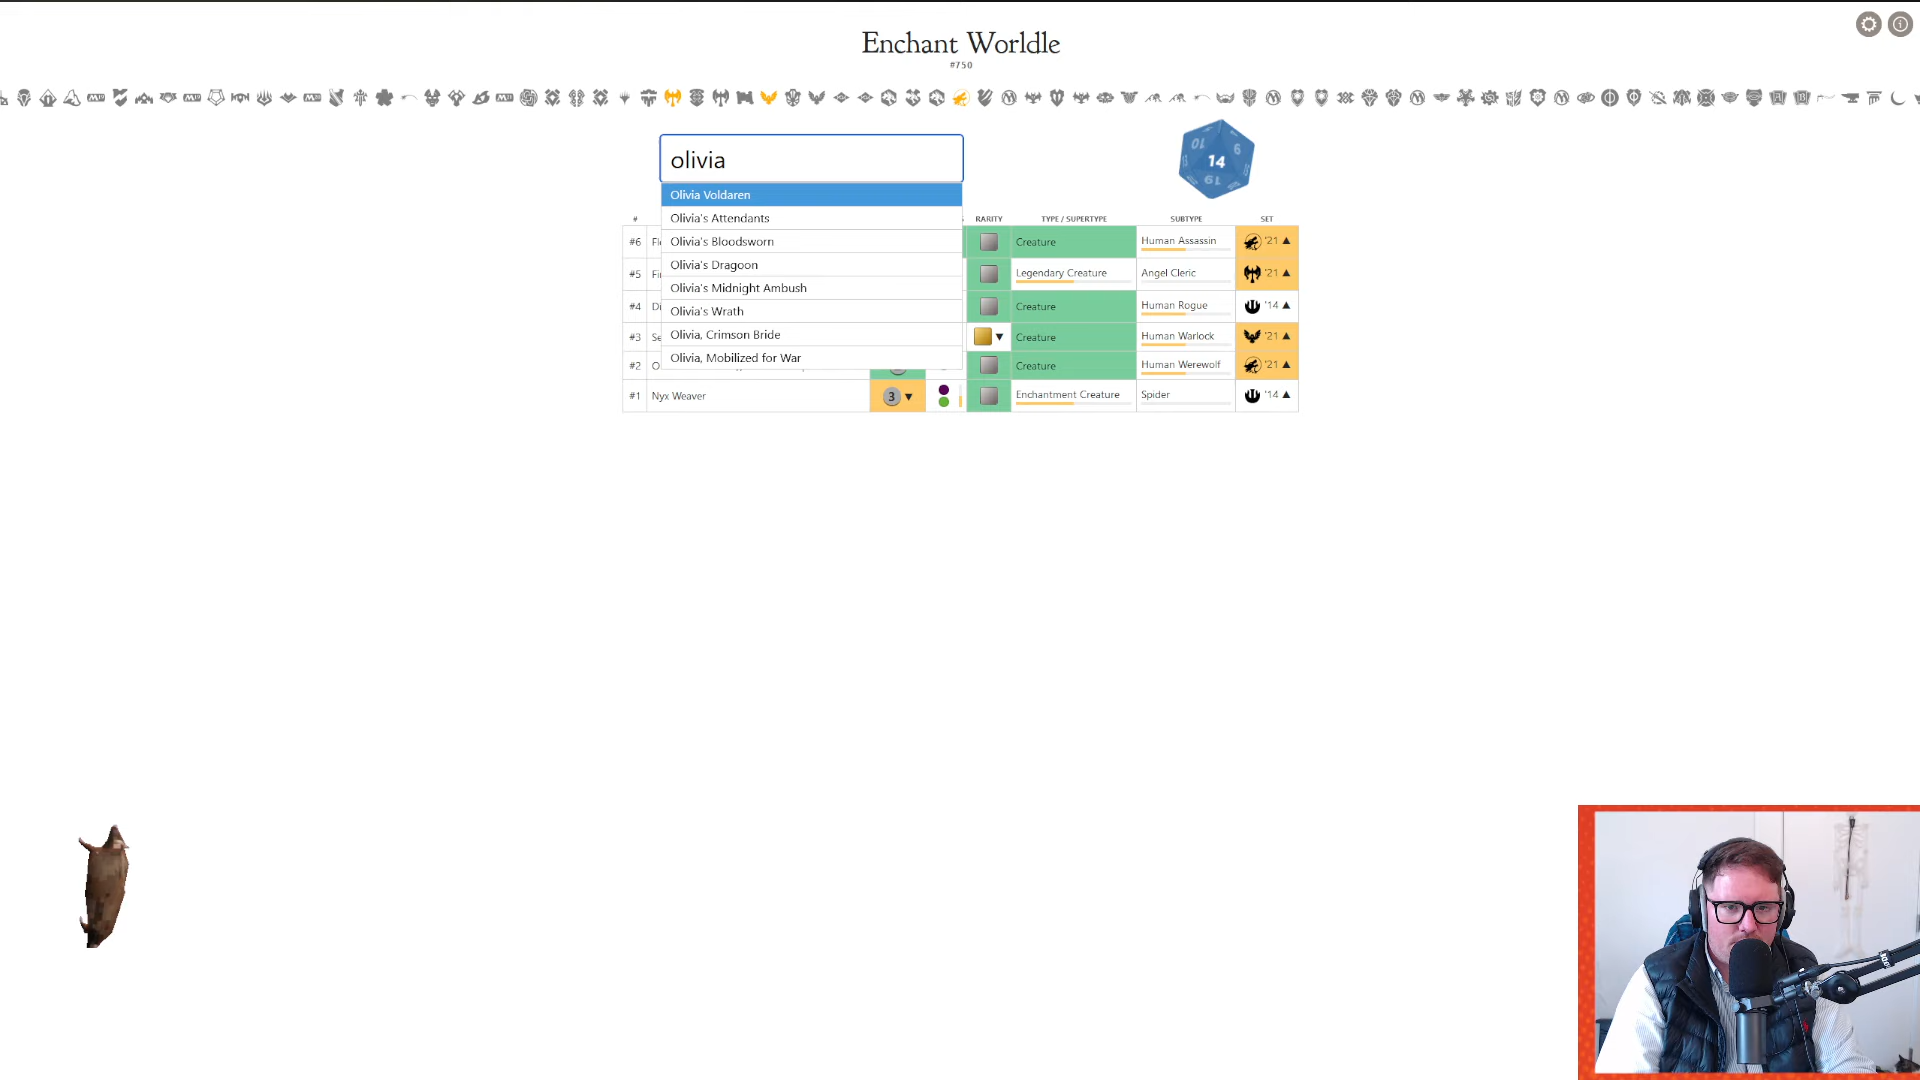 Enchant Worldle
#750
olivia
Olivia Voldaren
Olivia's Attendants
Olivia's Bloodsworn
Olivia's Dragoon
Olivia's Midnight Ambush
Olivia's Wrath
Olivia, Crimson Bride
Olivia, Mobilized for War
10 9 14 19
# RARITY TYPE / SUPERTYPE SUBTYPE SET
#6 Creature Human Assassin '21 ▲
#5 Legendary Creature Angel Cleric '21 ▲
#4 Creature Human Rogue '14 ▲
#3 ▼ Creature Human Warlock '21 ▲
#2 Creature Human Werewolf '21 ▲
#1 Nyx Weaver 3 ▼ Enchantment Creature Spider '14 ▲